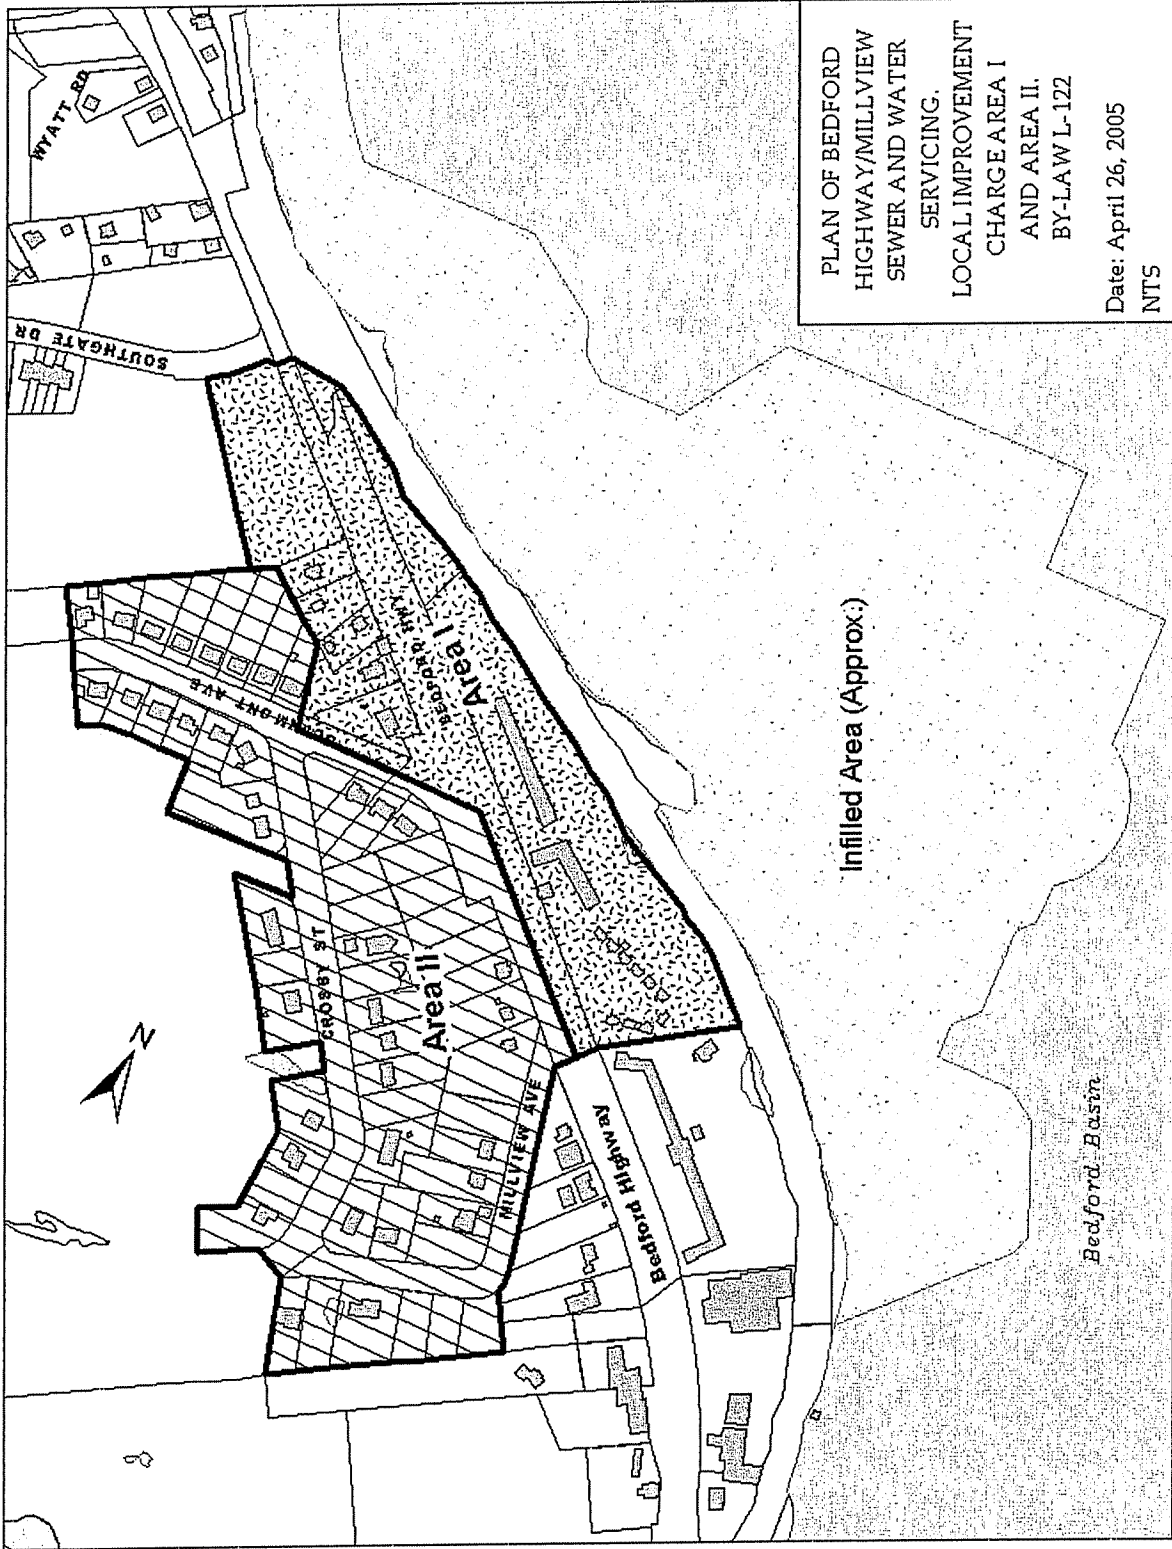 PLAN OF BEDFORD
HIGHWAY/MILLVIEW
SEWER AND WATER
SERVICING.
LOCAL IMPROVEMENT
CHARGE AREA I
AND AREA II.
BY-LAW L-122
Date: April 26, 2005
NTS
WYATT RD
SOUTHGATE DR
AVE
BEDFORD HWY
Area I
CROSBY ST
Area II
N
MILLVIEW AVE
Bedford Highway
Infilled Area (Approx.)
Bedford Basin